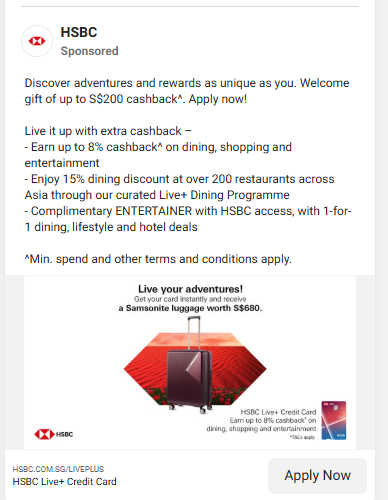 HSBC
Sponsored
Discover adventures and rewards as unique as you. Welcome
gift of up to S$200 cashback^. Apply now!
Live it up with extra cashback –
- Earn up to 8% cashback^ on dining, shopping and
entertainment
- Enjoy 15% dining discount at over 200 restaurants across
Asia through our curated Live+ Dining Programme
- Complimentary ENTERTAINER with HSBC access, with 1-for-
1 dining, lifestyle and hotel deals
^Min. spend and other terms and conditions apply.
Live your adventures!
Get your card instantly and receive
a Samsonite luggage worth S$680.
HSBC Live+ Credit Card
Earn up to 8% cashback* on
dining, shopping and entertainment
*T&Cs apply
HSBC
HSBC.COM.SG/LIVEPLUS
HSBC Live+ Credit Card
Apply Now